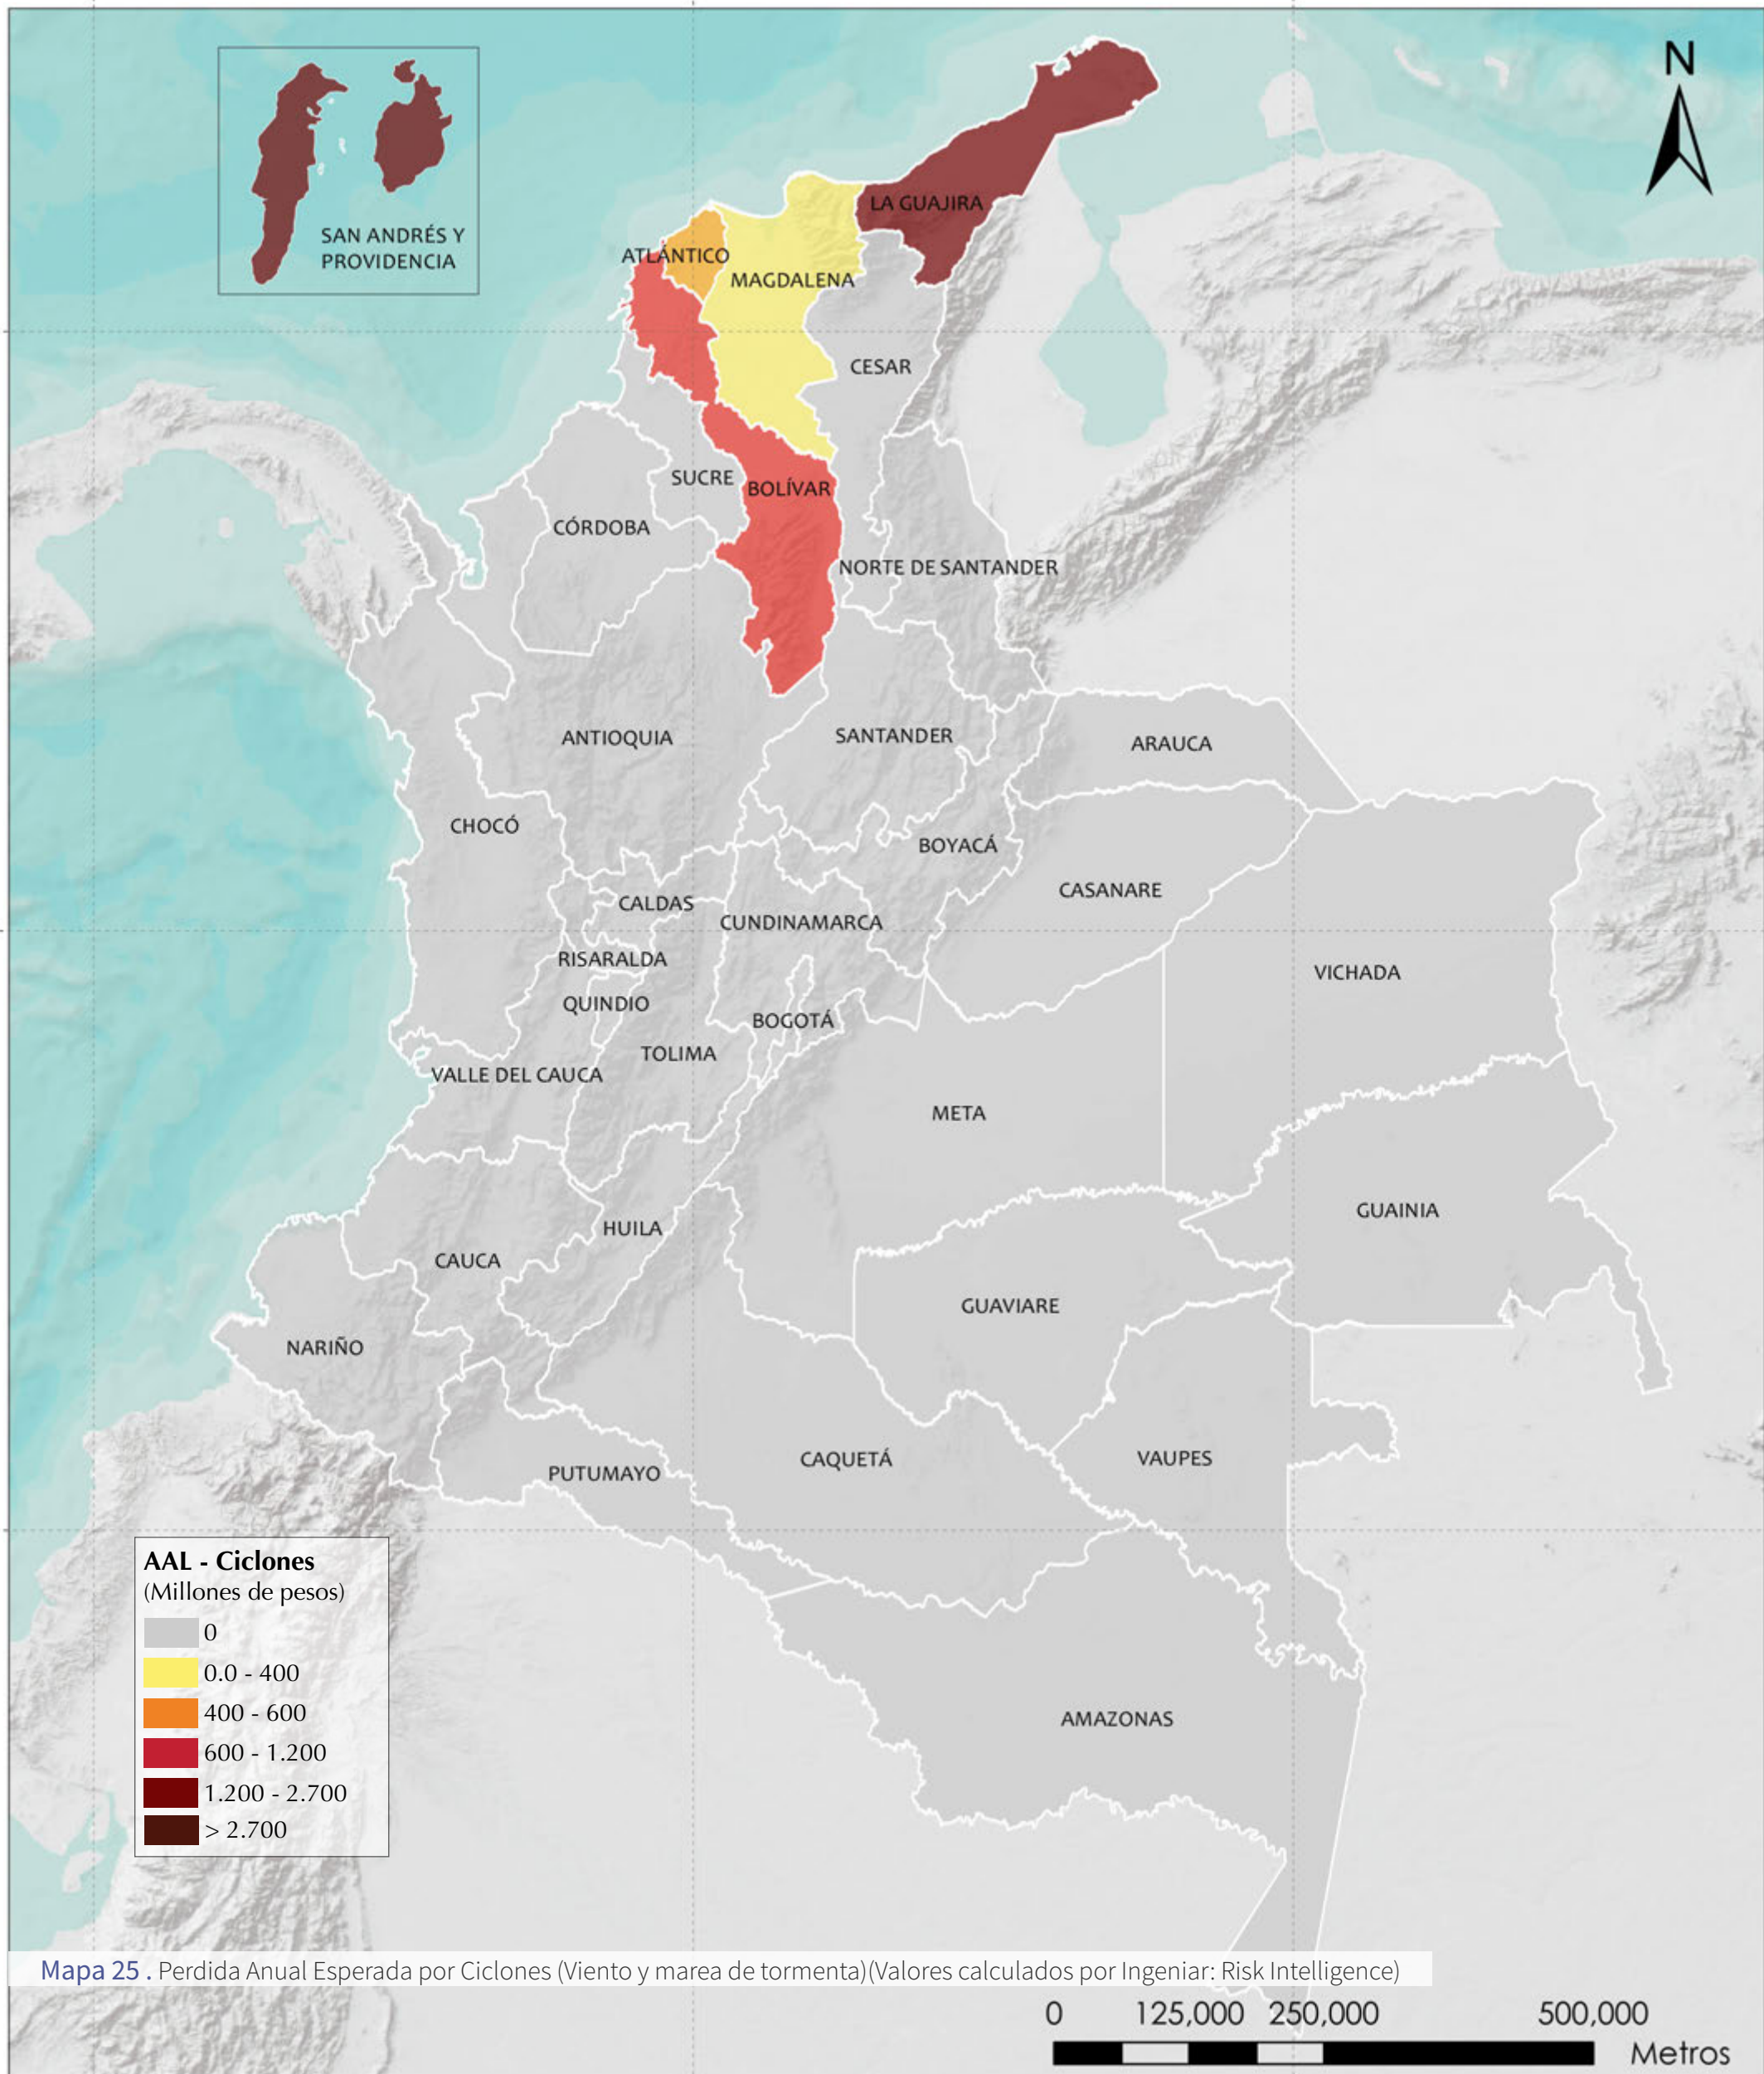 N
SAN ANDRÉS Y
PROVIDENCIA
LA GUAJIRA
ATLÁNTICO
MAGDALENA
CESAR
SUCRE
BOLÍVAR
CÓRDOBA
NORTE DE SANTANDER
ANTIOQUIA
SANTANDER
ARAUCA
CHOCÓ
BOYACÁ
CASANARE
CALDAS
CUNDINAMARCA
RISARALDA
VICHADA
QUINDIO
BOGOTÁ
TOLIMA
VALLE DEL CAUCA
META
GUAINIA
HUILA
CAUCA
GUAVIARE
NARIÑO
CAQUETÁ
VAUPES
PUTUMAYO
AMAZONAS
AAL - Ciclones
(Millones de pesos)
0
0.0 - 400
400 - 600
600 - 1.200
1.200 - 2.700
> 2.700
Mapa 25 . Perdida Anual Esperada por Ciclones (Viento y marea de tormenta)(Valores calculados por Ingeniar: Risk Intelligence)
0 125,000 250,000 500,000
Metros